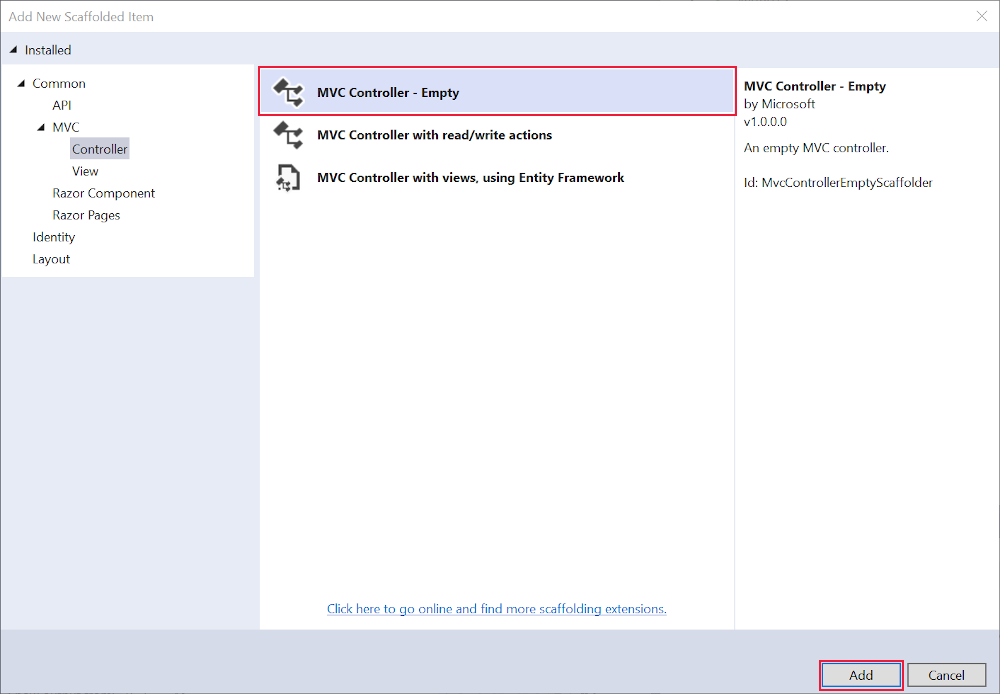 Add New Scaffolded Item
Installed
Common
API
MVC
Controller
View
Razor Component
Razor Pages
Identity
Layout
MVC Controller - Empty
MVC Controller with read/write actions
MVC Controller with views, using Entity Framework
Click here to go online and find more scaffolding extensions.
MVC Controller - Empty
by Microsoft
v1.0.0.0
An empty MVC controller.
Id: MvcControllerEmptyScaffolder
Add
Cancel